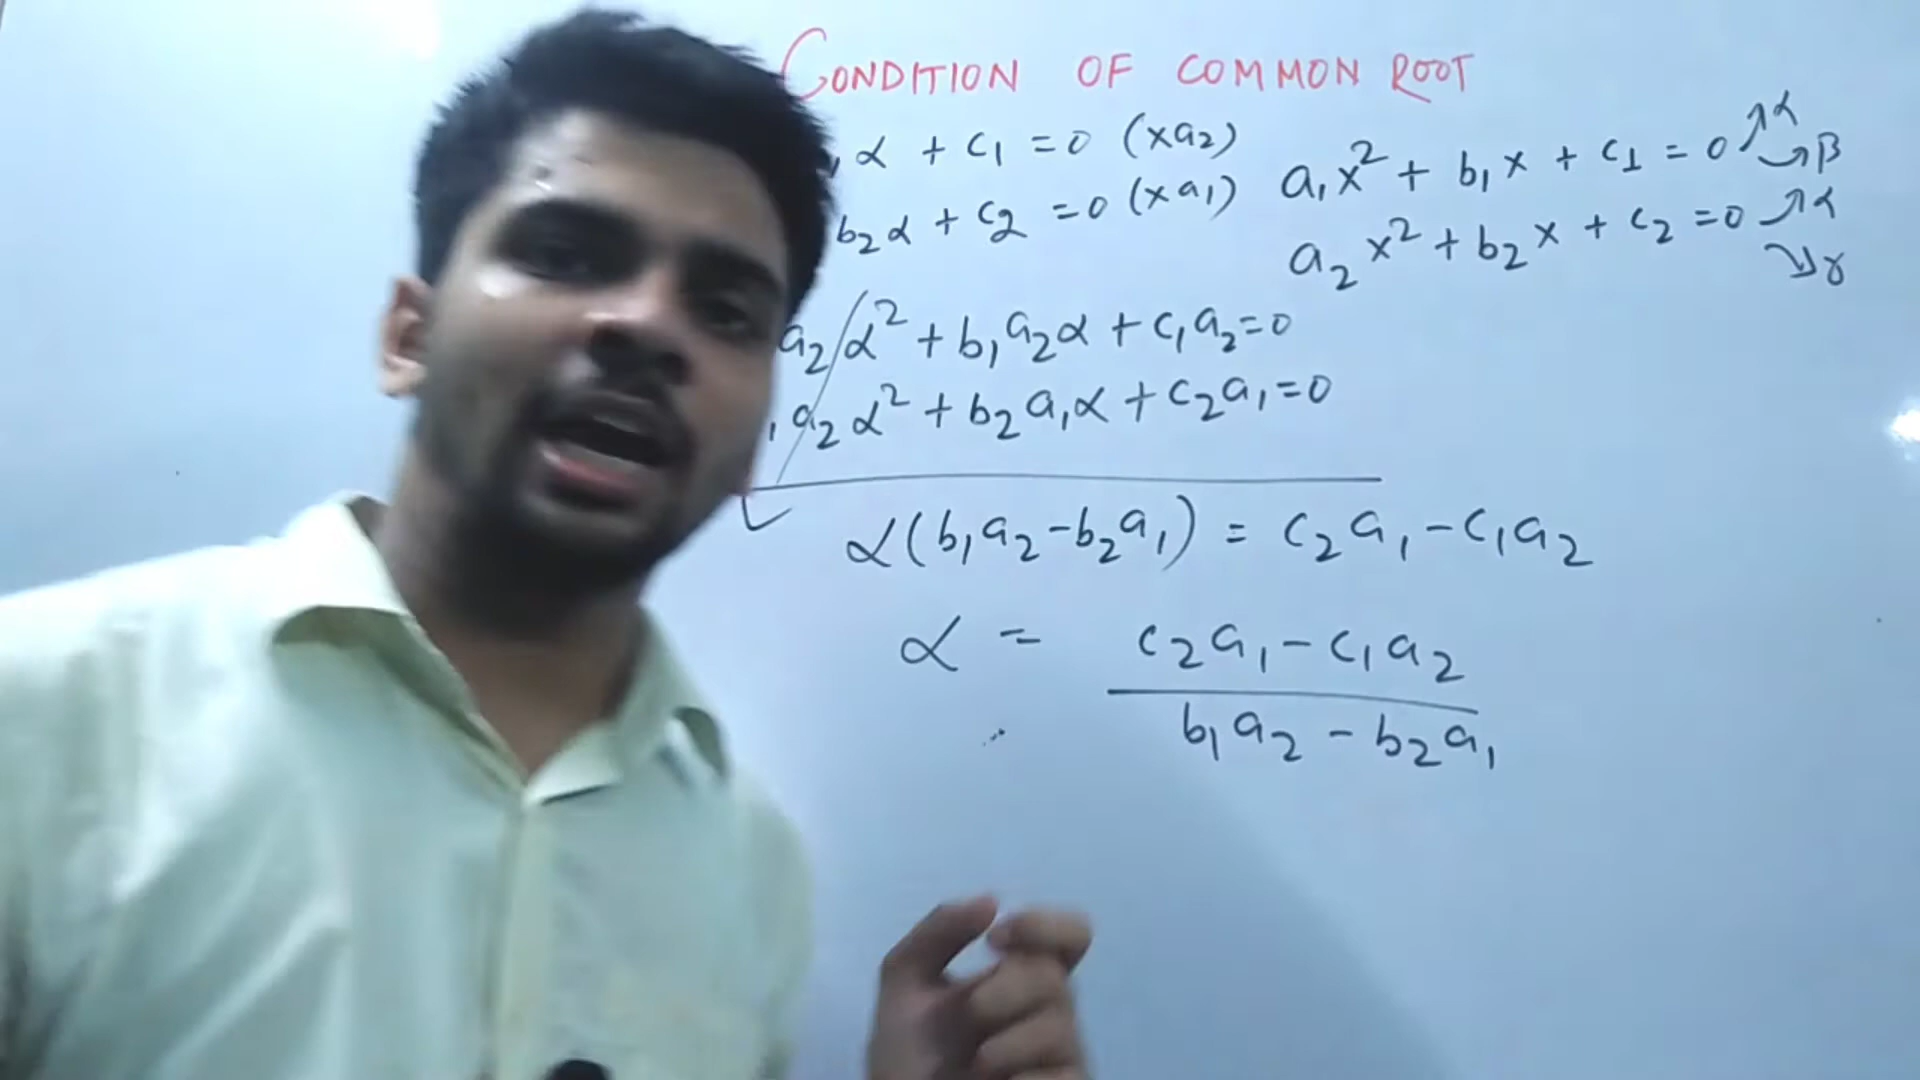 CONDITION OF COMMON ROOT
α + c₁ = 0 (×a₂)
b₂α + c₂ = 0 (×a₁)
a₁x² + b₁x + c₁ = 0 α β
a₂x² + b₂x + c₂ = 0 α γ
a₂α² + b₁a₂α + c₁a₂ = 0
₁a₂α² + b₂a₁α + c₂a₁ = 0
α(b₁a₂ - b₂a₁) = c₂a₁ - c₁a₂
α = c₂a₁ - c₁a₂
b₁a₂ - b₂a₁